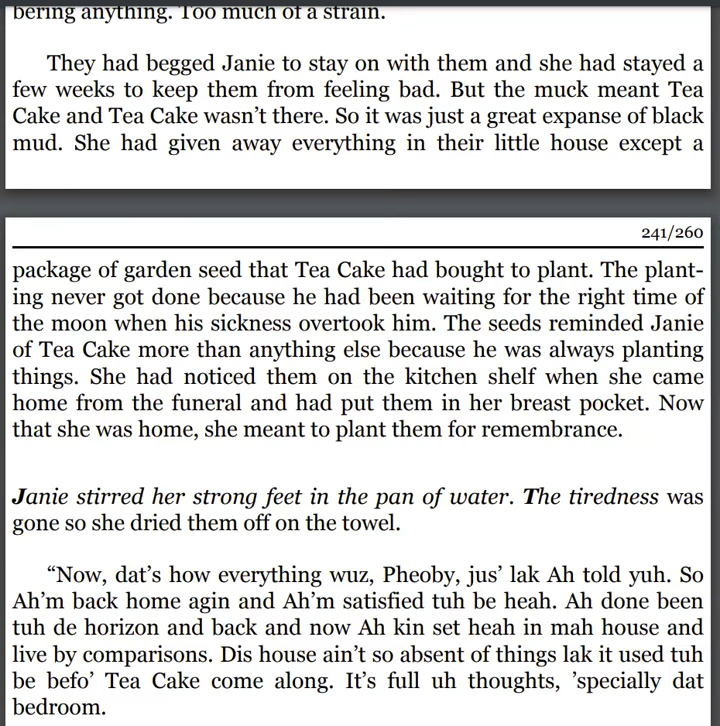 bering anything. Too much of a strain.
They had begged Janie to stay on with them and she had stayed a
few weeks to keep them from feeling bad. But the muck meant Tea
Cake and Tea Cake wasn’t there. So it was just a great expanse of black
mud. She had given away everything in their little house except a
241/260
package of garden seed that Tea Cake had bought to plant. The plant-
ing never got done because he had been waiting for the right time of
the moon when his sickness overtook him. The seeds reminded Janie
of Tea Cake more than anything else because he was always planting
things. She had noticed them on the kitchen shelf when she came
home from the funeral and had put them in her breast pocket. Now
that she was home, she meant to plant them for remembrance.
Janie stirred her strong feet in the pan of water. The tiredness was
gone so she dried them off on the towel.
“Now, dat’s how everything wuz, Pheoby, jus’ lak Ah told yuh. So
Ah’m back home agin and Ah’m satisfied tuh be heah. Ah done been
tuh de horizon and back and now Ah kin set heah in mah house and
live by comparisons. Dis house ain’t so absent of things lak it used tuh
be befo’ Tea Cake come along. It’s full uh thoughts, ’specially dat
bedroom.